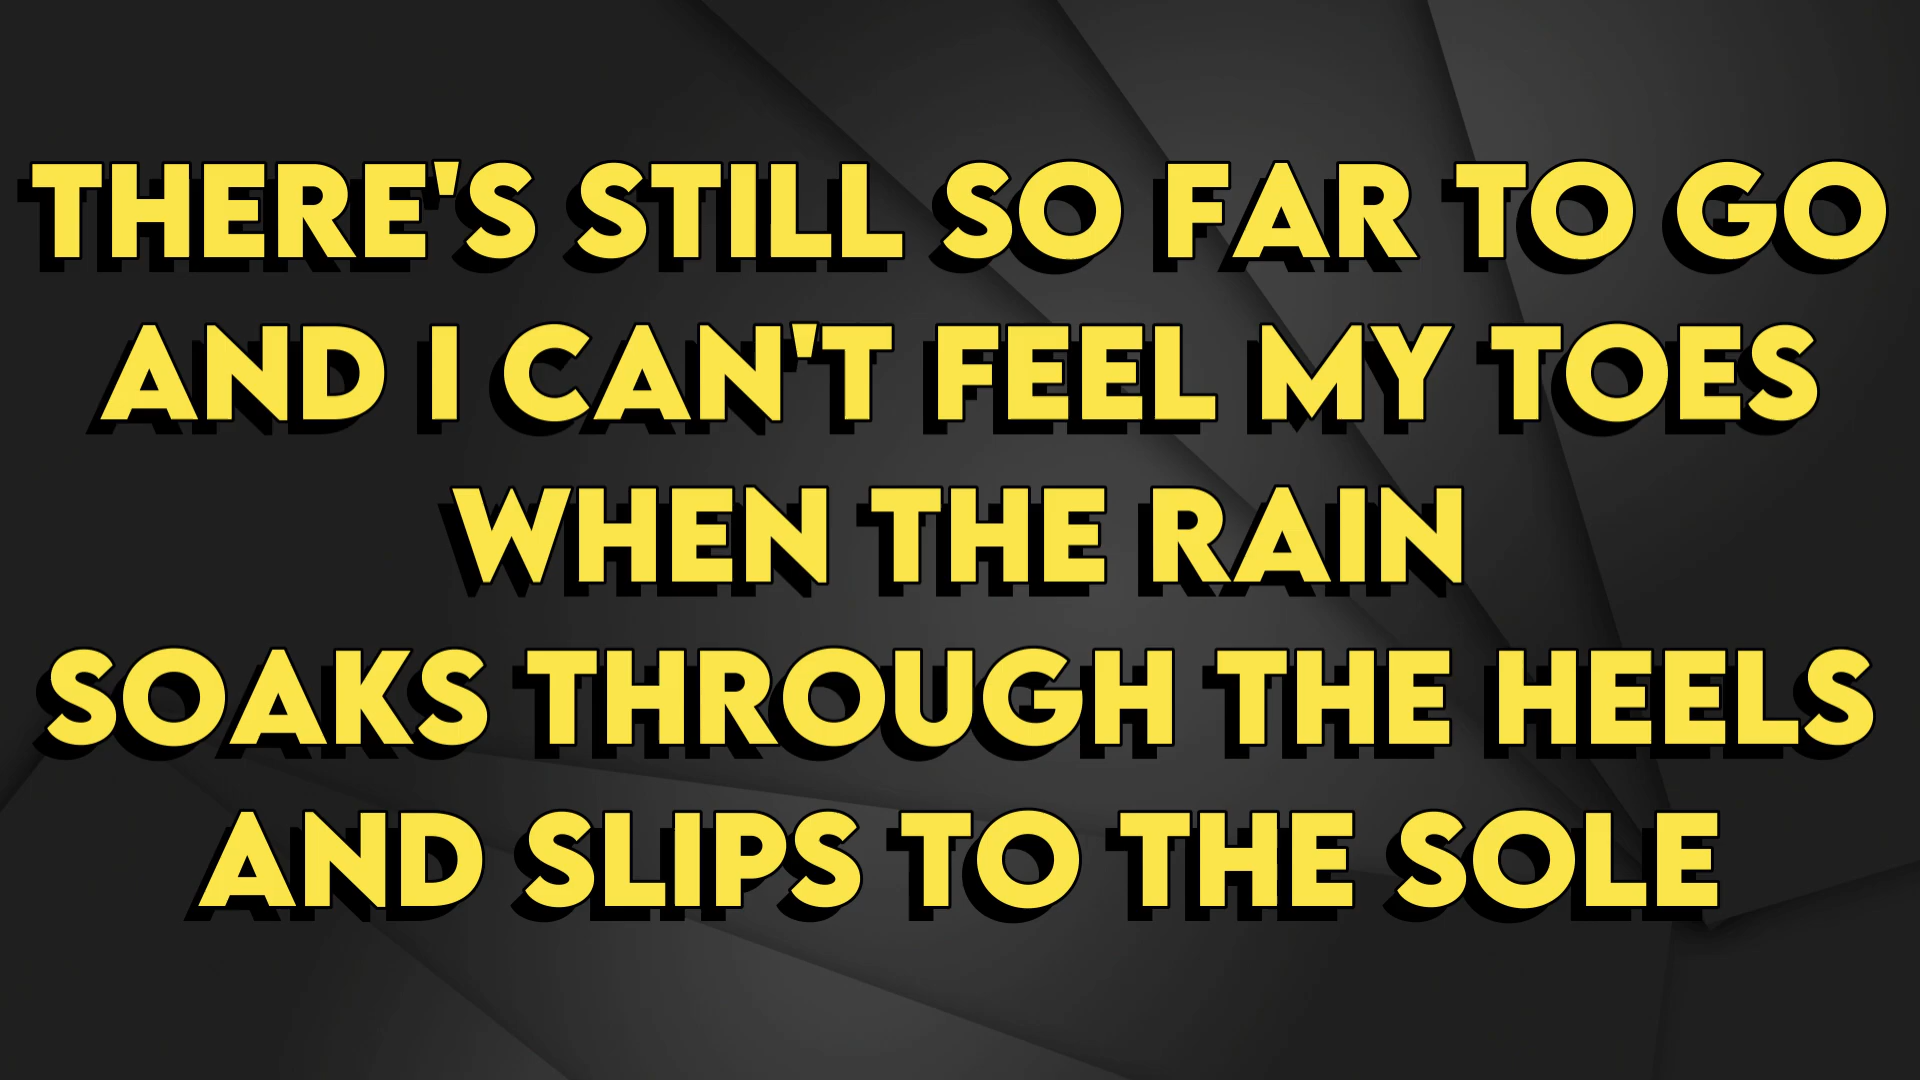 THERE'S STILL SO FAR TO GO
AND I CAN'T FEEL MY TOES
WHEN THE RAIN
SOAKS THROUGH THE HEELS
AND SLIPS TO THE SOLE